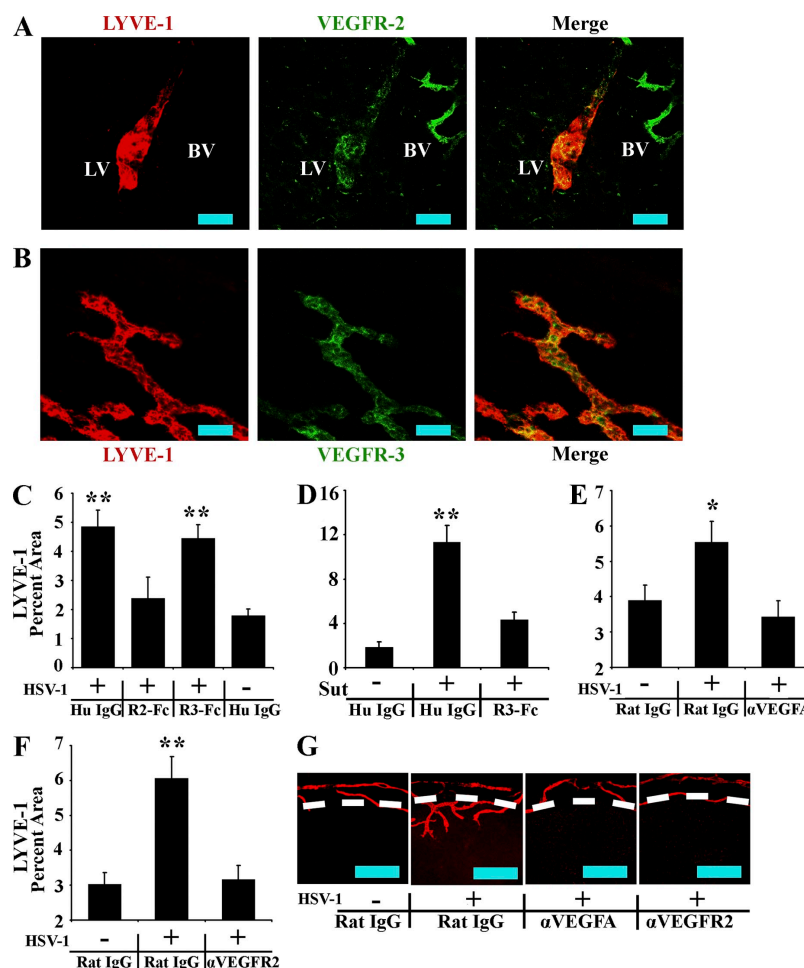 A
LYVE-1 VEGFR-2 Merge
LV BV LV BV LV BV
B
LYVE-1 VEGFR-3 Merge
C
LYVE-1
Percent Area
6
5
4
3
2
1
0
** **
HSV-1 + + + -
Hu IgG R2-Fc R3-Fc Hu IgG
D
16
12
8
4
0
**
Sut - + +
Hu IgG Hu IgG R3-Fc
E
7
6
5
4
3
2
*
HSV-1 - + +
Rat IgG Rat IgG αVEGFA
F
LYVE-1
Percent Area
7
6
5
4
3
2
**
HSV-1 - + +
Rat IgG Rat IgG αVEGFR2
G
HSV-1 - + + +
Rat IgG Rat IgG αVEGFA αVEGFR2